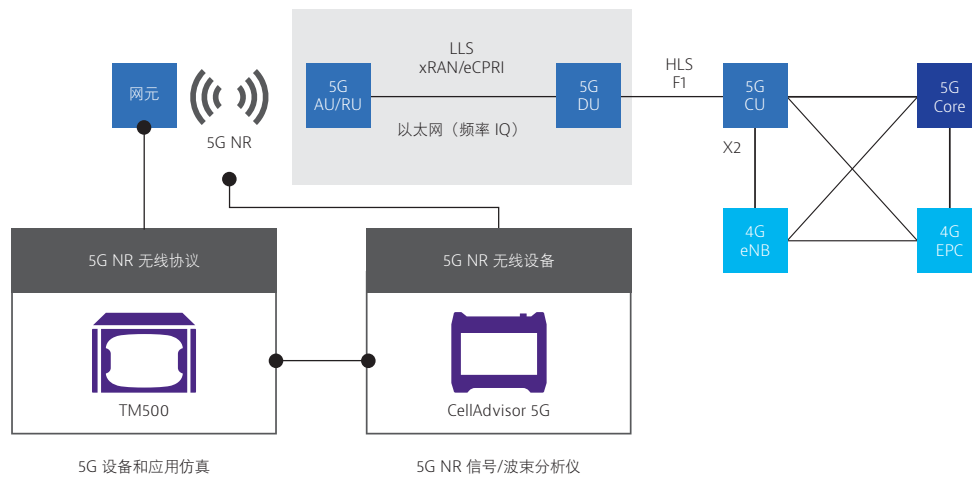 网元
5G NR
LLS
xRAN/eCPRI
5G
AU/RU
5G
DU
以太网（频率 IQ）
HLS
F1
5G
CU
5G
Core
X2
4G
eNB
4G
EPC
5G NR 无线协议
5G NR 无线设备
TM500
CellAdvisor 5G
5G 设备和应用仿真
5G NR 信号/波束分析仪